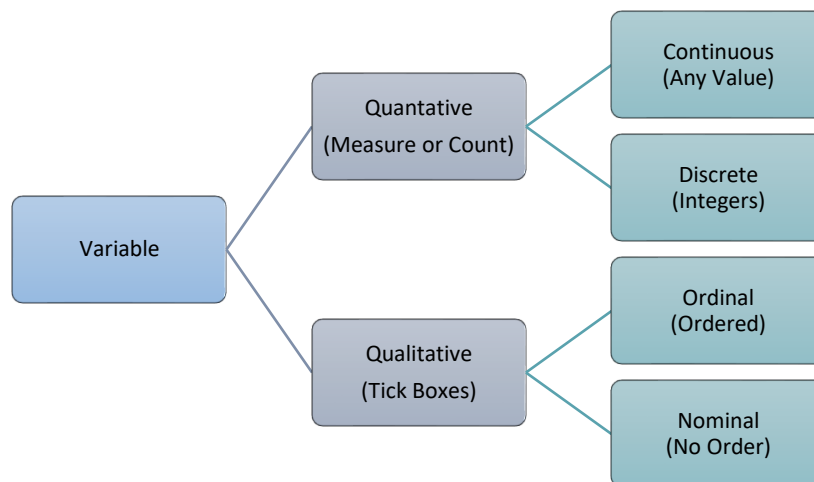 Variable
Quantative
(Measure or Count)
Continuous
(Any Value)
Discrete
(Integers)
Qualitative
(Tick Boxes)
Ordinal
(Ordered)
Nominal
(No Order)